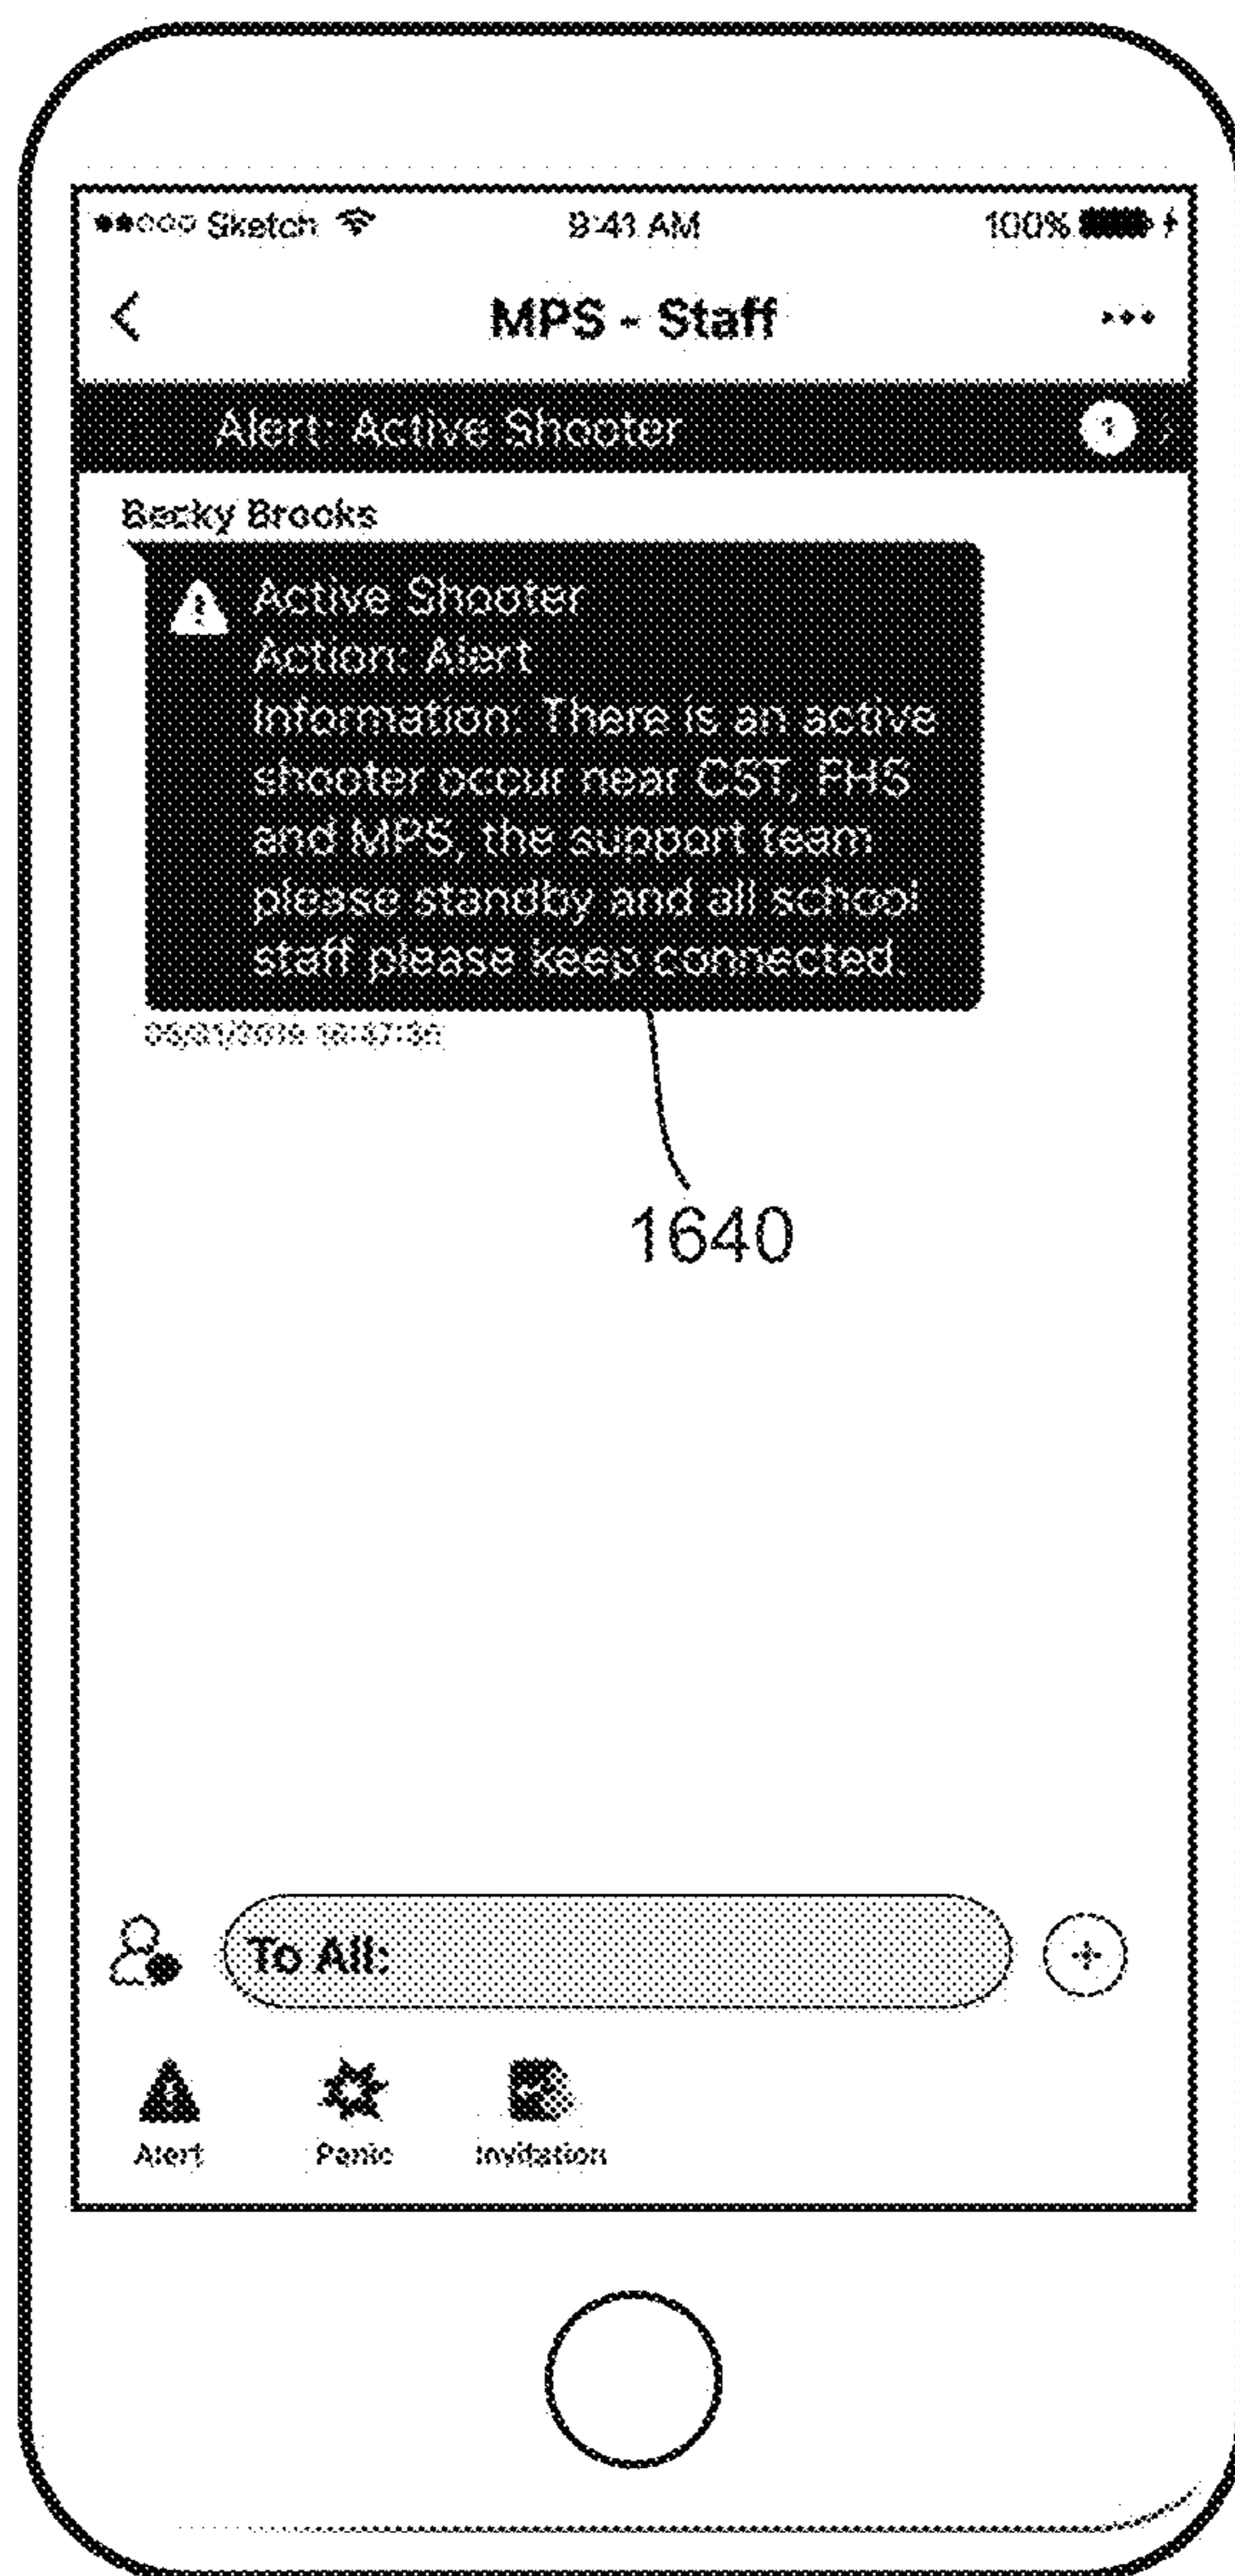 Sketch 9:41 AM 100%
MPS - Staff
Alert: Active Shooter 1
Becky Brooks
Active Shooter
Action: Alert
Information: There is an active
shooter occur near CST, FHS
and MPS, the support team
please standby and all school
staff please keep connected.
1640
To All:
Alert Panic Invitation